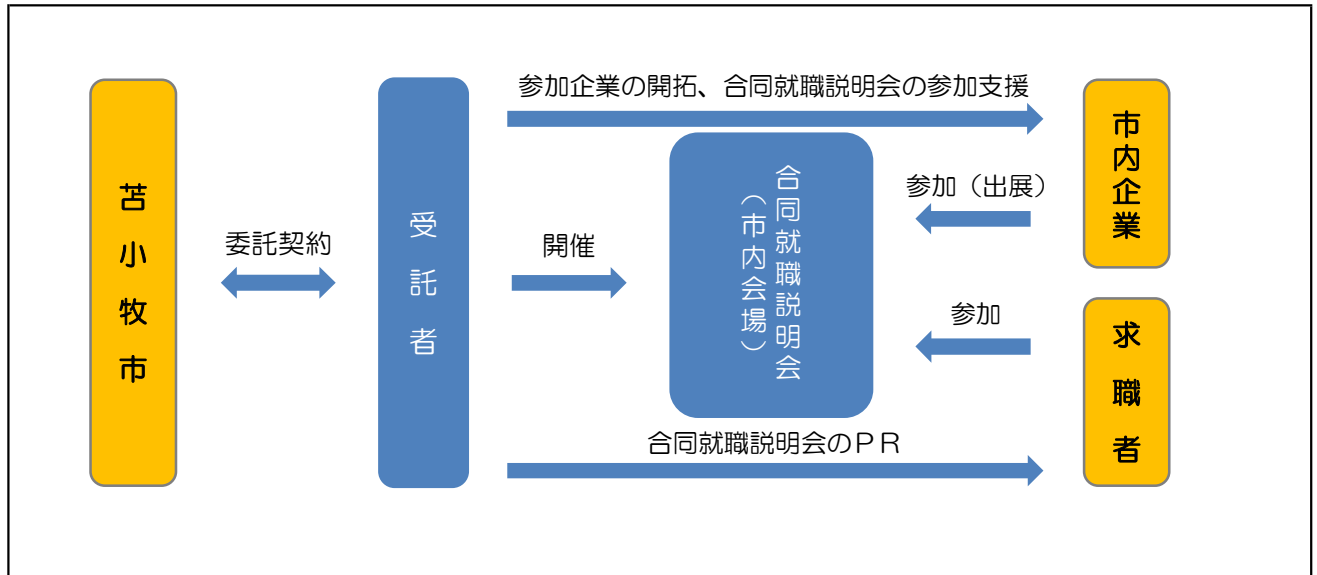 苫小牧市
委託契約
受託者
参加企業の開拓、合同就職説明会の参加支援
開催
合同就職説明会
（市内会場）
参加（出展）
参加
合同就職説明会のＰＲ
市内企業
求職者